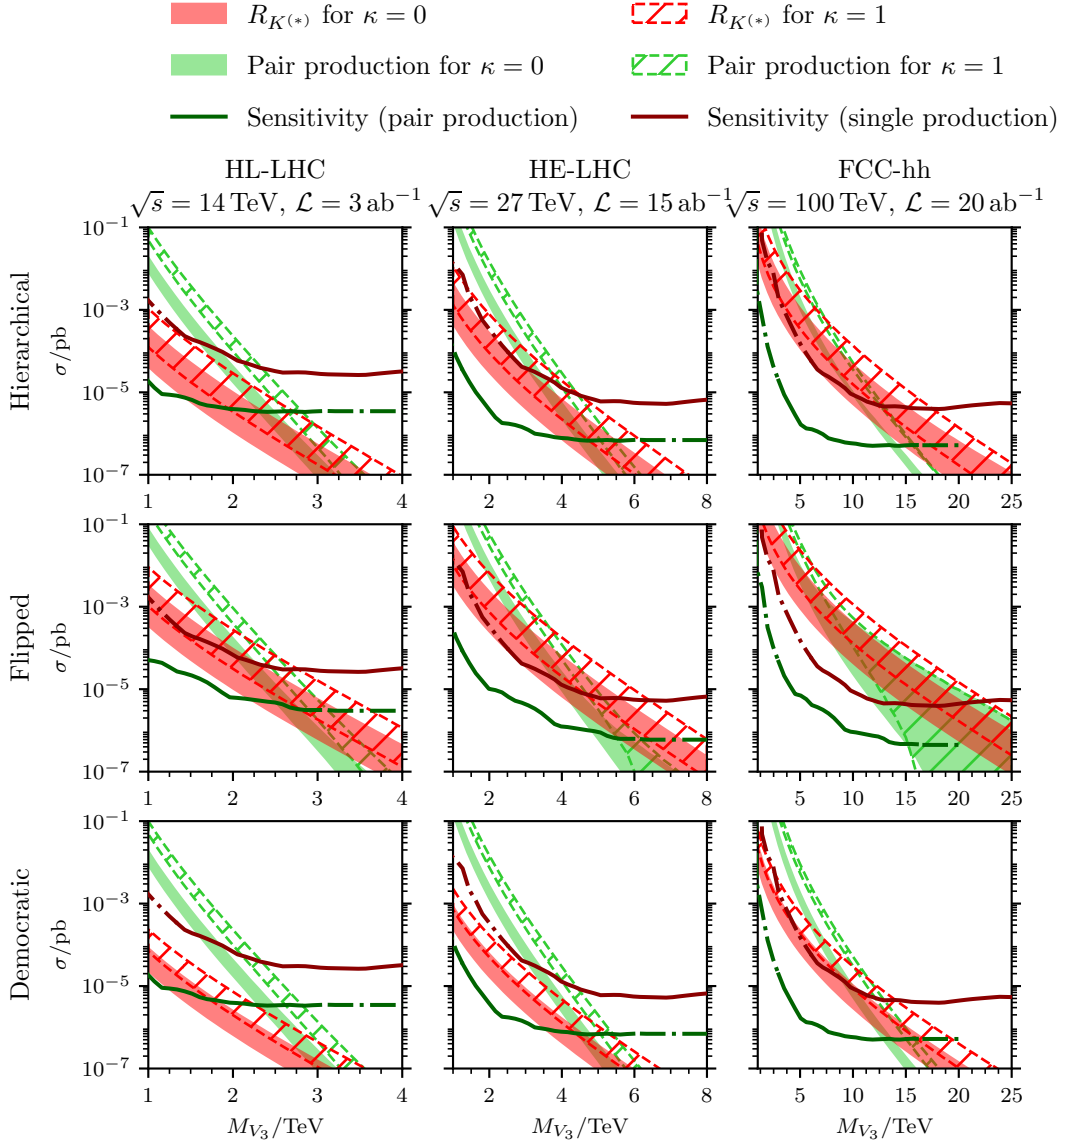 R_{K^{(*)}} for κ = 0
R_{K^{(*)}} for κ = 1
Pair production for κ = 0
Pair production for κ = 1
Sensitivity (pair production)
Sensitivity (single production)
HL-LHC
√s = 14 TeV, ℒ = 3 ab⁻¹
HE-LHC
√s = 27 TeV, ℒ = 15 ab⁻¹
FCC-hh
√s = 100 TeV, ℒ = 20 ab⁻¹
Hierarchical
σ/pb
10⁻¹
10⁻³
10⁻⁵
10⁻⁷
1 2 3 4
2 4 6 8
5 10 15 20 25
Flipped
σ/pb
10⁻¹
10⁻³
10⁻⁵
10⁻⁷
1 2 3 4
2 4 6 8
5 10 15 20 25
Democratic
σ/pb
10⁻¹
10⁻³
10⁻⁵
10⁻⁷
1 2 3 4
2 4 6 8
5 10 15 20 25
M_{V_3}/TeV
M_{V_3}/TeV
M_{V_3}/TeV